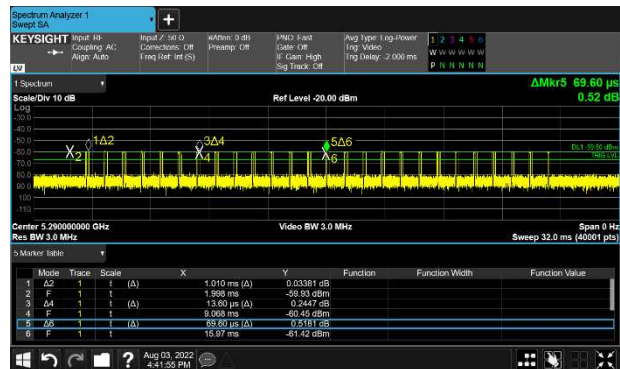 Spectrum Analyzer 1
Swept SA
+
KEYSIGHT
Input: RF
Coupling: AC
Align: Auto
Input Z: 50 Ω
Corrections: Off
Freq Ref: Int (S)
#Atten: 0 dB
Preamp: Off
PNO: Fast
Gate: Off
IF Gain: High
Sig Track: Off
Avg Type: Log-Power
Trig: Video
Trig Delay: -2.000 ms
1 2 3 4 5 6
W W W W W W
P N N N N N
LXI
1 Spectrum
ΔMkr5 69.60 µs
0.52 dB
Scale/Div 10 dB
Ref Level -20.00 dBm
Log
-30.0
-40.0
-50.0
-60.0
-70.0
-80.0
-90.0
-100
-110
1Δ2
X2
3Δ4
X4
5Δ6
X6
TRIG LVL
Center 5.290000000 GHz
Video BW 3.0 MHz
Span 0 Hz
Res BW 3.0 MHz
Sweep 32.0 ms (40001 pts)
5 Marker Table
Mode Trace Scale X Y Function Function Width Function Value
1 Δ2 1 t (Δ) 1.010 ms (Δ) 0.03381 dB
2 F 1 t 1.998 ms -59.93 dBm
3 Δ4 1 t (Δ) 13.60 µs (Δ) 0.2447 dB
4 F 1 t 9.068 ms -60.45 dBm
5 Δ6 1 t (Δ) 69.60 µs (Δ) 0.5181 dB
6 F 1 t 15.97 ms -61.42 dBm
?
Aug 03, 2022
4:41:55 PM